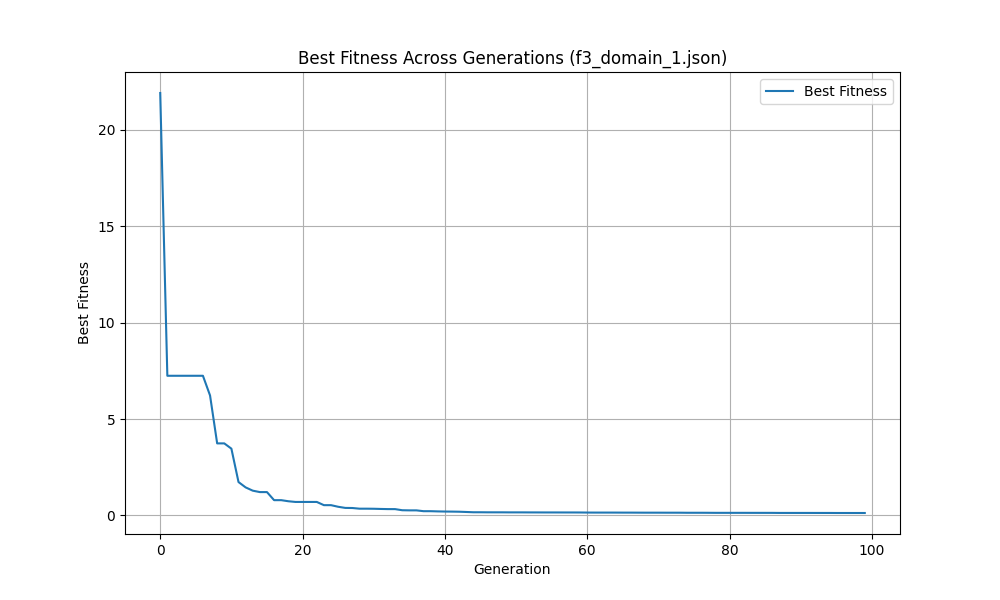 Best Fitness Across Generations (f3_domain_1.json)
Best Fitness
20
15
10
5
0
Best Fitness
0 20 40 60 80 100
Generation